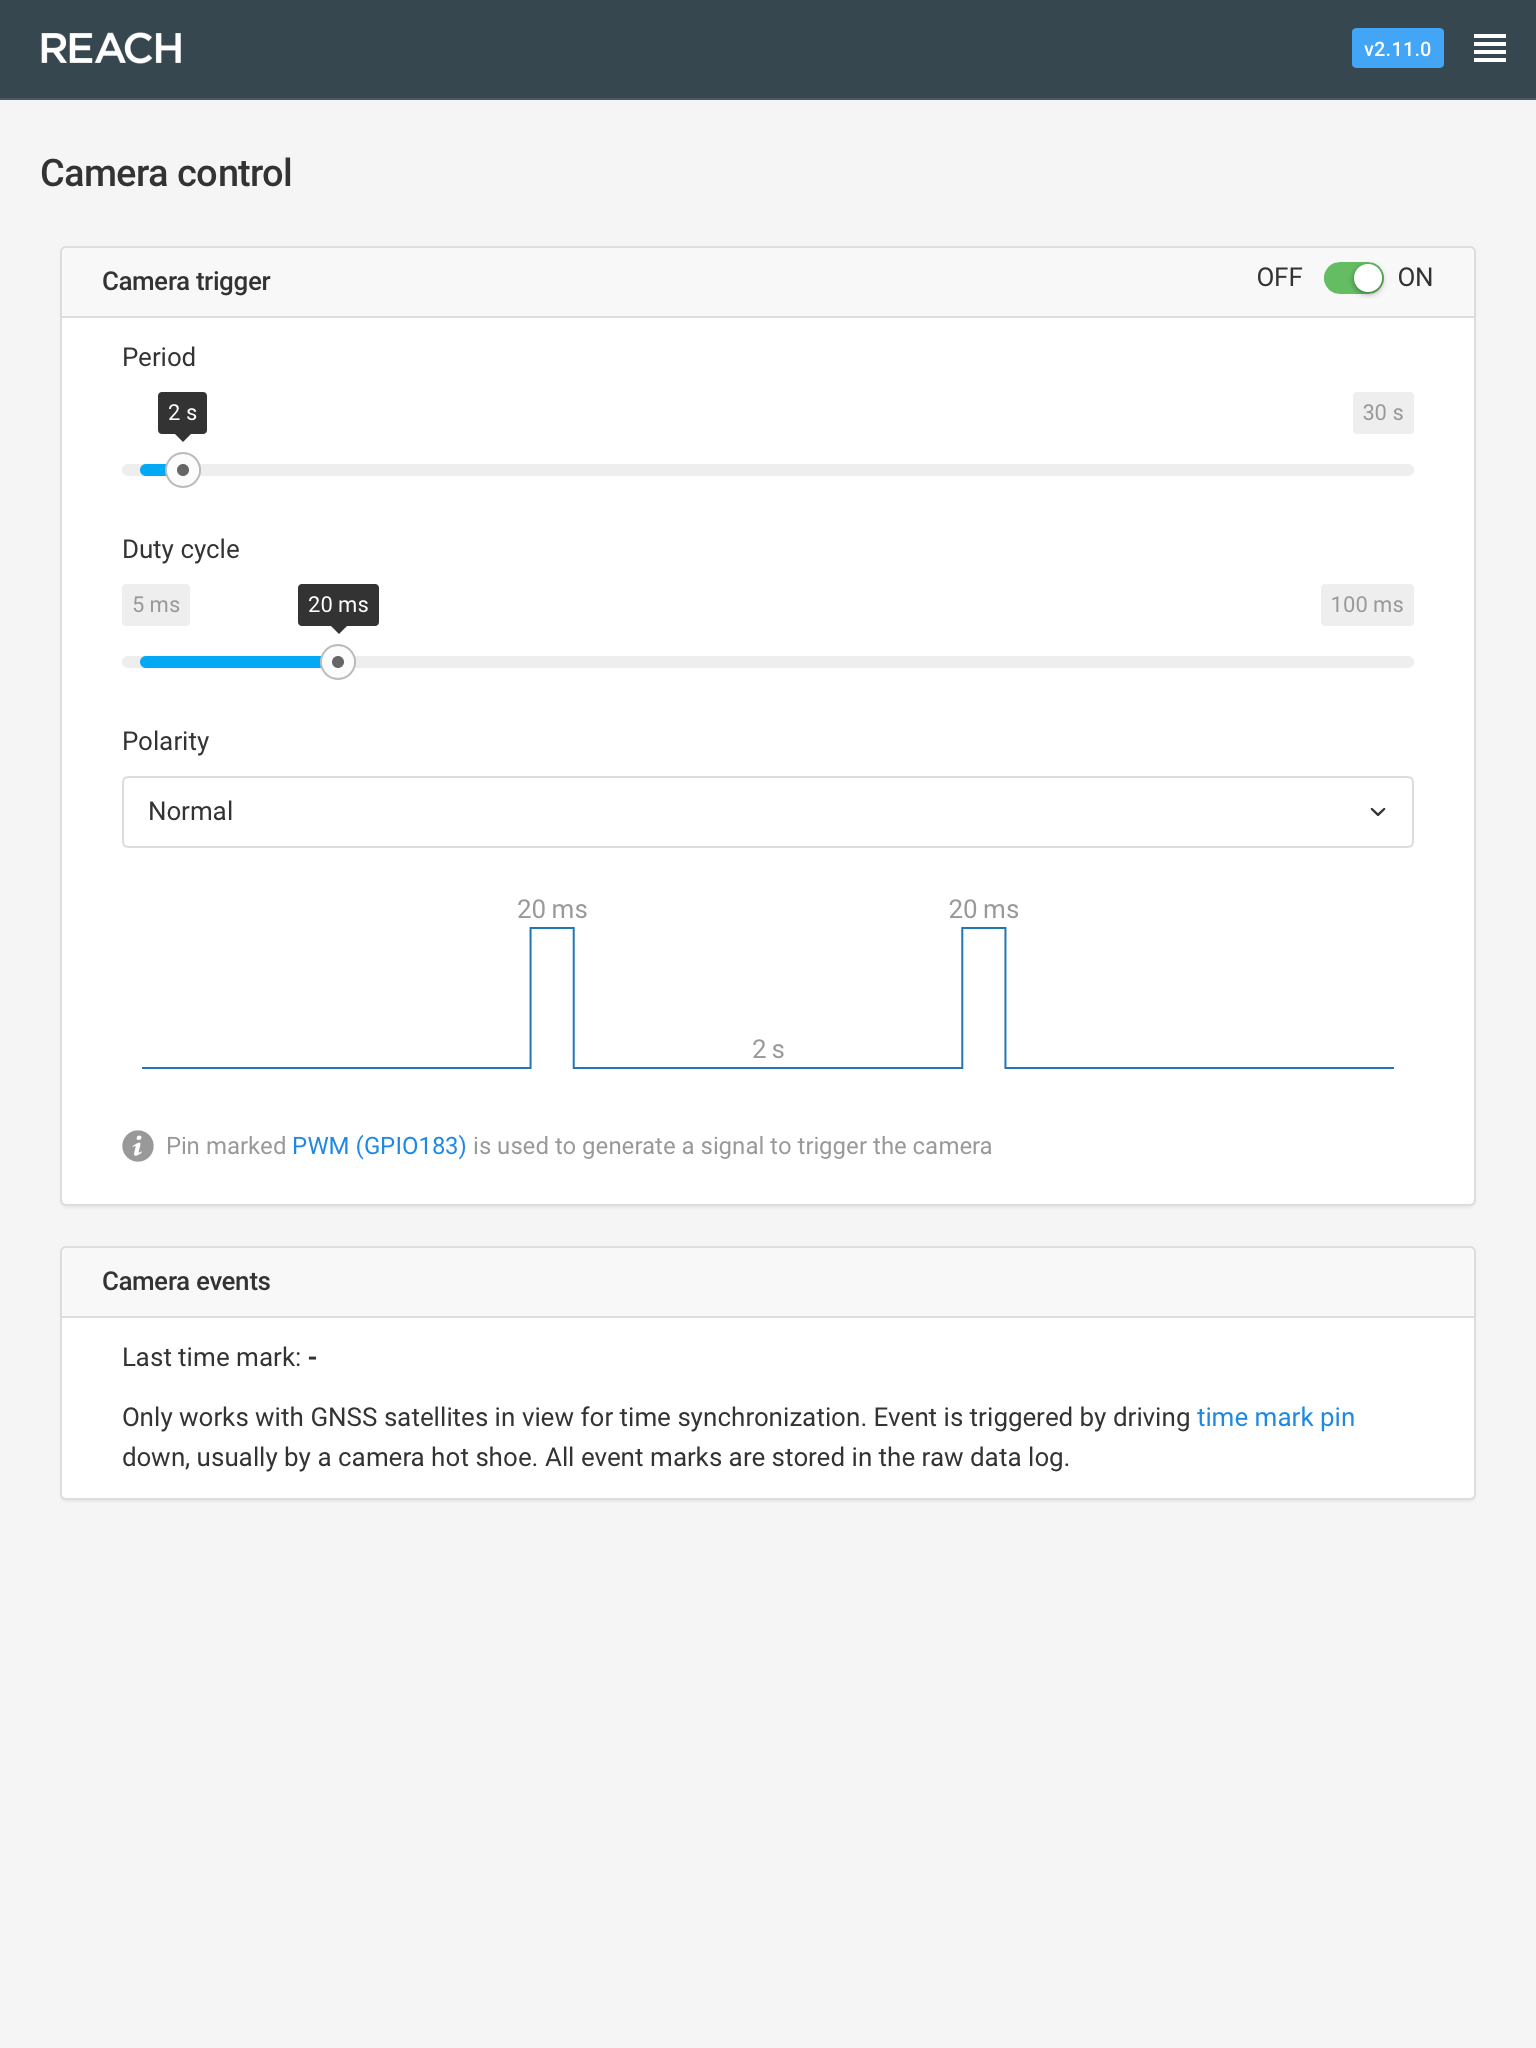 REACH
v2.11.0
Camera control
Camera trigger
OFF ON
Period
2 s
30 s
Duty cycle
5 ms
20 ms
100 ms
Polarity
Normal
20 ms
20 ms
2 s
Pin marked PWM (GPIO183) is used to generate a signal to trigger the camera
Camera events
Last time mark: -
Only works with GNSS satellites in view for time synchronization. Event is triggered by driving time mark pin
down, usually by a camera hot shoe. All event marks are stored in the raw data log.